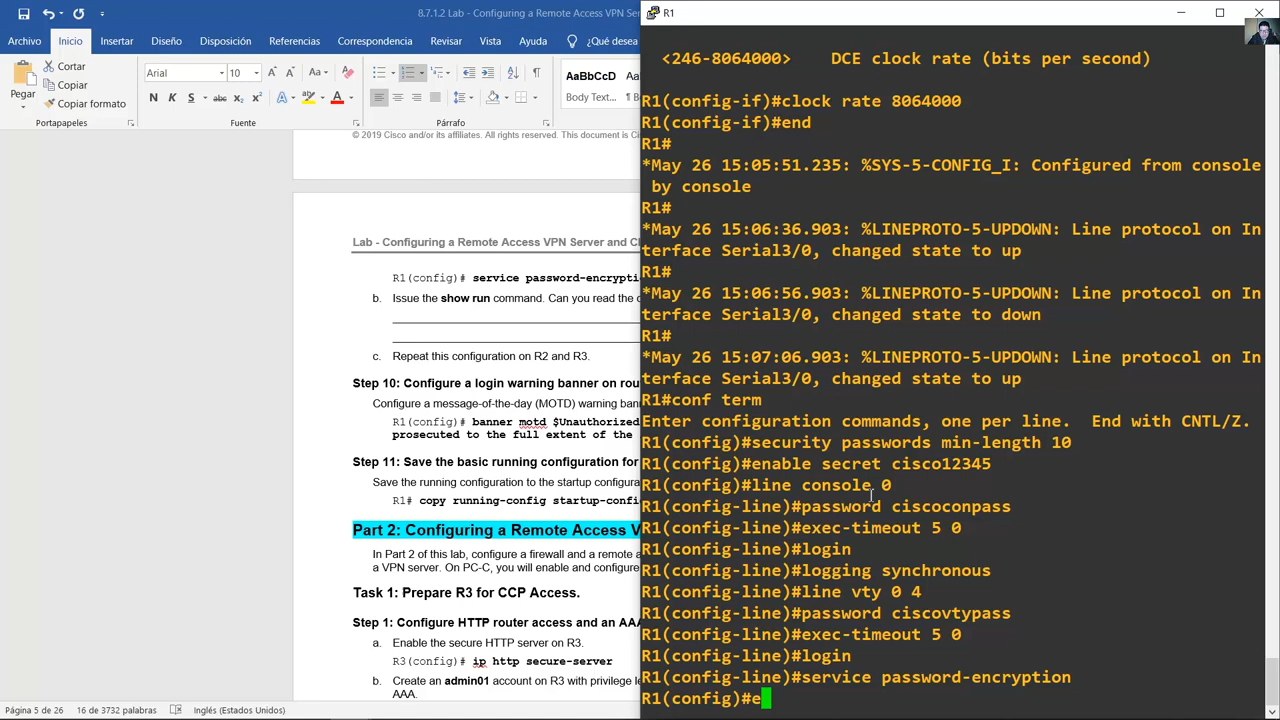 8.7.1.2 Lab - Configuring a Remote Access VPN Server
Archivo Inicio Insertar Disposición Referencias Correspondencia Revisar Vista Ayuda ¿Qué desea
Pegar
Cortar
Copiar
Copiar formato
Portapapeles
Arial
10
N K S
Fuente
Párrafo
AaBbCcD
AaB
Bloque
¶ B
© 2019 Cisco and/or its affiliates. All rights reserved. This document is Ci
Lab - Configuring a Remote Access VPN Server and Cl
R1(config)# service password-encryptio
b. Issue the show run command. Can you read the c
c. Repeat this configuration on R2 and R3.
Step 10: Configure a login warning banner on rou
Configure a message-of-the-day (MOTD) warning ban
R1(config)# banner motd $Unauthorized
prosecuted to the full extent of the
Step 11: Save the basic running configuration for
Save the running configuration to the startup configura
R1# copy running-config startup-config
Part 2: Configuring a Remote Access V
In Part 2 of this lab, configure a firewall and a remote a
a VPN server. On PC-C, you will enable and configure
Task 1: Prepare R3 for CCP Access.
Step 1: Configure HTTP router access and an AAA
a. Enable the secure HTTP server on R3.
R3(config)# ip http secure-server
b. Create an admin01 account on R3 with privilege le
AAA.
Página 5 de 26 16 de 3732 palabras Inglés (Estados Unidos)
R1
<246-8064000> DCE clock rate (bits per second)
R1(config-if)#clock rate 8064000
R1(config-if)#end
R1#
*May 26 15:05:51.235: %SYS-5-CONFIG_I: Configured from console
by console
R1#
*May 26 15:06:36.903: %LINEPROTO-5-UPDOWN: Line protocol on In
terface Serial3/0, changed state to up
R1#
*May 26 15:06:56.903: %LINEPROTO-5-UPDOWN: Line protocol on In
terface Serial3/0, changed state to down
R1#
*May 26 15:07:06.903: %LINEPROTO-5-UPDOWN: Line protocol on In
terface Serial3/0, changed state to up
R1#conf term
Enter configuration commands, one per line. End with CNTL/Z.
R1(config)#security passwords min-length 10
R1(config)#enable secret cisco12345
R1(config)#line console 0
R1(config-line)#password ciscoconpass
R1(config-line)#exec-timeout 5 0
R1(config-line)#login
R1(config-line)#logging synchronous
R1(config-line)#line vty 0 4
R1(config-line)#password ciscovtypass
R1(config-line)#exec-timeout 5 0
R1(config-line)#login
R1(config-line)#service password-encryption
R1(config)#e